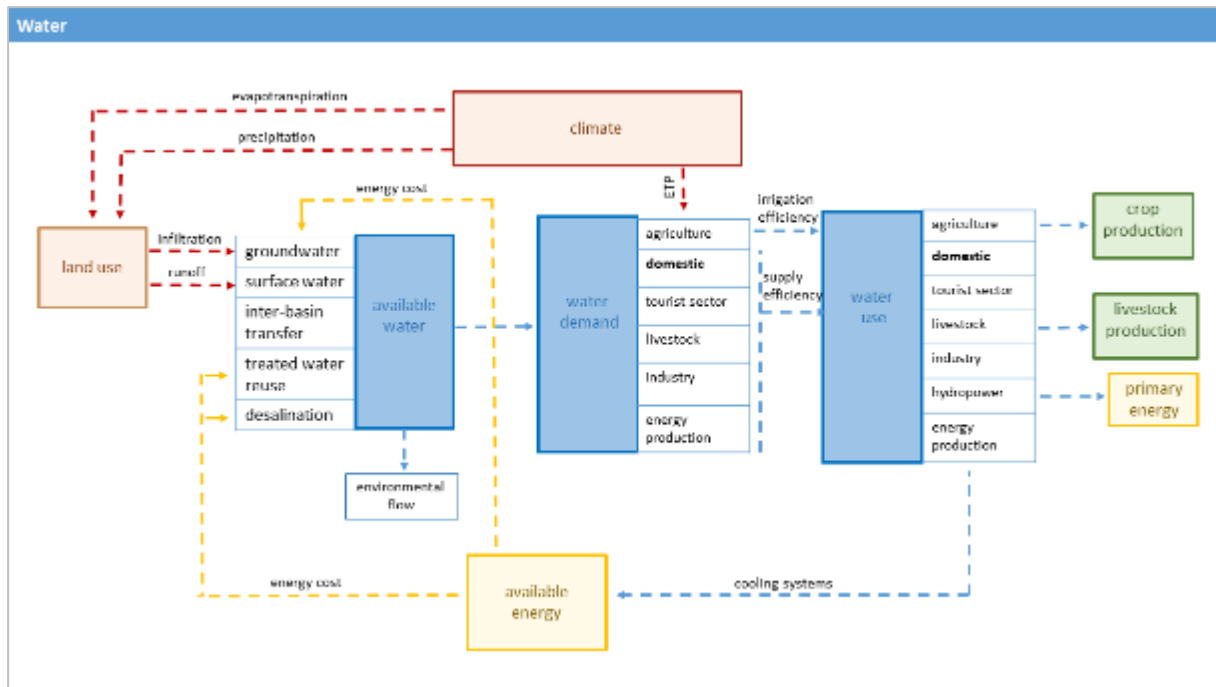 Water
evapotranspiration
climate
precipitation
ETP
energy cost
irrigation
efficiency
crop
production
land use
infiltration
runoff
groundwater
surface water
inter-basin
transfer
treated water
reuse
desalination
available
water
environmental
flow
water
demand
agriculture
domestic
tourist sector
livestock
industry
energy
production
supply
efficiency
water
use
agriculture
domestic
tourist sector
livestock
industry
hydropower
energy
production
livestock
production
primary
energy
energy cost
available
energy
cooling systems